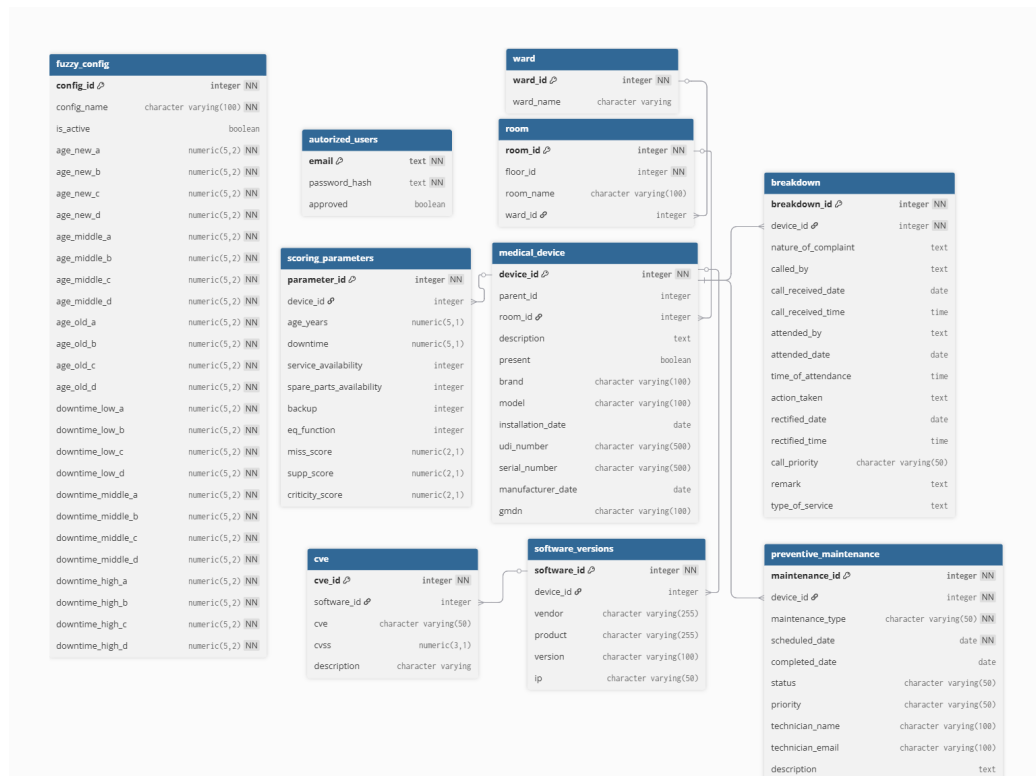 fuzzy_config
config_id integer NN
config_name character varying(100) NN
is_active boolean
age_new_a numeric(5,2) NN
age_new_b numeric(5,2) NN
age_new_c numeric(5,2) NN
age_new_d numeric(5,2) NN
age_middle_a numeric(5,2) NN
age_middle_b numeric(5,2) NN
age_middle_c numeric(5,2) NN
age_middle_d numeric(5,2) NN
age_old_a numeric(5,2) NN
age_old_b numeric(5,2) NN
age_old_c numeric(5,2) NN
age_old_d numeric(5,2) NN
downtime_low_a numeric(5,2) NN
downtime_low_b numeric(5,2) NN
downtime_low_c numeric(5,2) NN
downtime_low_d numeric(5,2) NN
downtime_middle_a numeric(5,2) NN
downtime_middle_b numeric(5,2) NN
downtime_middle_c numeric(5,2) NN
downtime_middle_d numeric(5,2) NN
downtime_high_a numeric(5,2) NN
downtime_high_b numeric(5,2) NN
downtime_high_c numeric(5,2) NN
downtime_high_d numeric(5,2) NN
autorized_users
email text NN
password_hash text NN
approved boolean
scoring_parameters
parameter_id integer NN
device_id integer
age_years numeric(5,1)
downtime numeric(5,1)
service_availability integer
spare_parts_availability integer
backup integer
eq_function integer
miss_score numeric(2,1)
supp_score numeric(2,1)
criticity_score numeric(2,1)
cve
cve_id integer NN
software_id integer
cve character varying(50)
cvss numeric(3,1)
description character varying
ward
ward_id integer NN
ward_name character varying
room
room_id integer NN
floor_id integer NN
room_name character varying(100)
ward_id integer
medical_device
device_id integer NN
parent_id integer
room_id integer
description text
present boolean
brand character varying(100)
model character varying(100)
installation_date date
udi_number character varying(500)
serial_number character varying(500)
manufacturer_date date
gmdn character varying(100)
software_versions
software_id integer NN
device_id integer
vendor character varying(255)
product character varying(255)
version character varying(100)
ip character varying(50)
breakdown
breakdown_id integer NN
device_id integer NN
nature_of_complaint text
called_by text
call_received_date date
call_received_time time
attended_by text
attended_date date
time_of_attendance time
action_taken text
rectified_date date
rectified_time time
call_priority character varying(50)
remark text
type_of_service text
preventive_maintenance
maintenance_id integer NN
device_id integer NN
maintenance_type character varying(50) NN
scheduled_date date NN
completed_date date
status character varying(50)
priority character varying(50)
technician_name character varying(100)
technician_email character varying(100)
description text